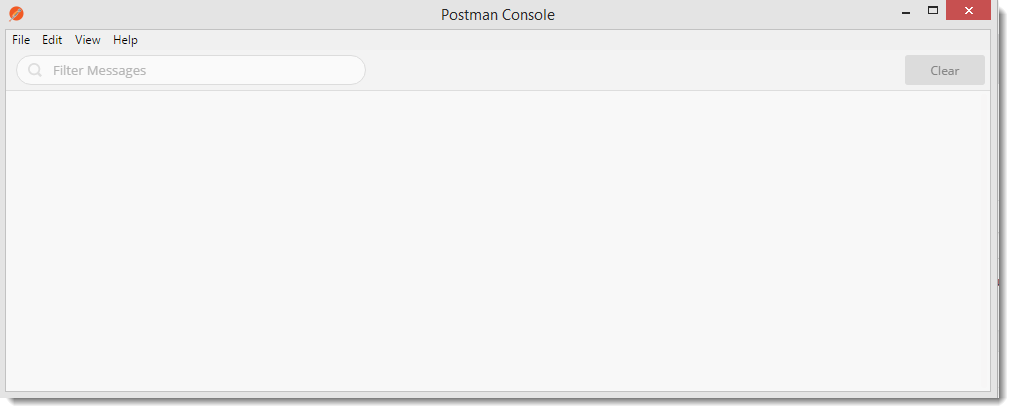 Postman Console
File Edit View Help
Filter Messages Clear